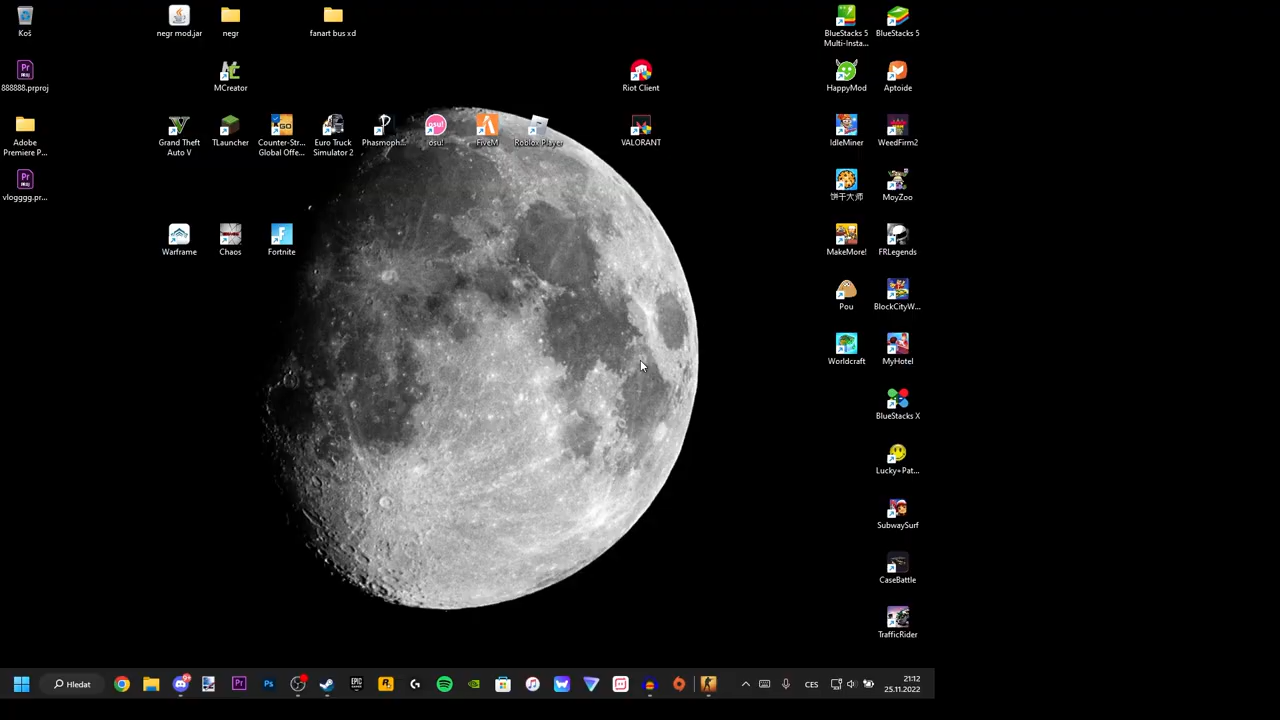 Koš
negr mod.jar
negr
fanart bus xd
BlueStacks 5 Multi-Insta...
BlueStacks 5
888888.prproj
MCreator
Riot Client
HappyMod
Aptoide
Adobe Premiere P...
Grand Theft Auto V
TLauncher
Counter-Str... Global Offe...
Euro Truck Simulator 2
Phasmoph...
osu!
FiveM
Roblox Player
VALORANT
IdleMiner
WeedFirm2
vlogggg.pr...
饼干大师
MoyZoo
Warframe
Chaos
Fortnite
MakeMore!
FRLegends
Pou
BlockCityW...
Worldcraft
MyHotel
BlueStacks X
Lucky+Pat...
SubwaySurf
CaseBattle
TrafficRider
Hledat
CES
21:12
25.11.2022